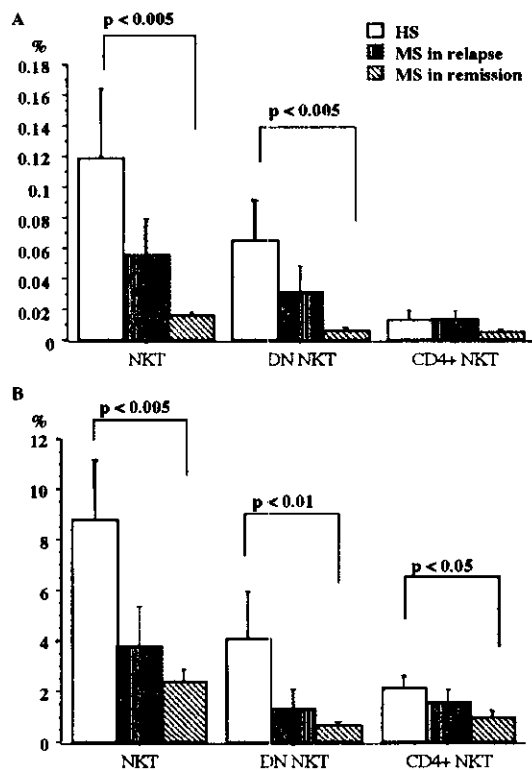 A
p < 0.005
HS
MS in relapse
MS in remission
%
0.18
0.16
p < 0.005
0.14
0.12
0.1
0.08
0.06
0.04
0.02
0
NKT
DN NKT
CD4+ NKT
B
%
p < 0.005
12
10
p < 0.01
8
p < 0.05
6
4
2
0
NKT
DN NKT
CD4+ NKT